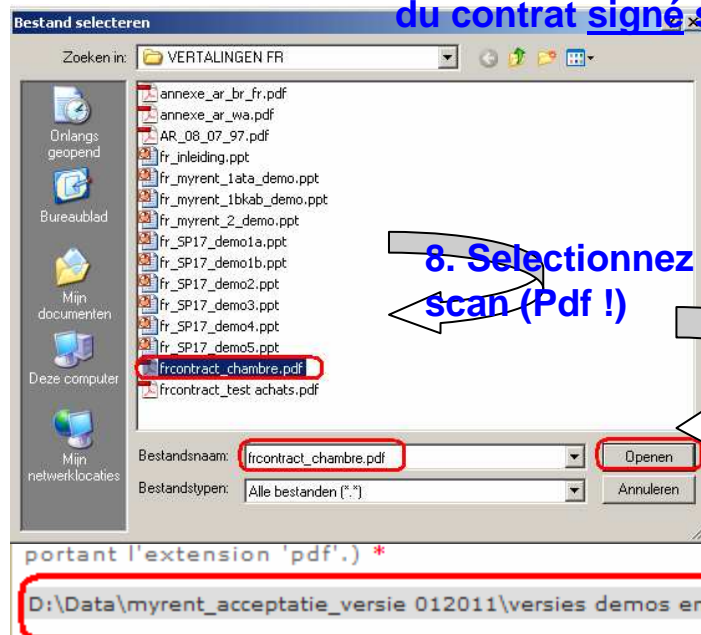 du contrat signé s
Bestand selecteren
Zoeken in: VERTALINGEN FR
Onlangs geopend
Bureaublad
Mijn documenten
Deze computer
Mijn netwerklocaties
annexe_ar_br_fr.pdf
annexe_ar_wa.pdf
AR_08_07_97.pdf
fr_inleiding.ppt
fr_myrent_1ata_demo.ppt
fr_myrent_1bkab_demo.ppt
fr_myrent_2_demo.ppt
fr_SP17_demo1a.ppt
fr_SP17_demo1b.ppt
fr_SP17_demo2.ppt
fr_SP17_demo3.ppt
fr_SP17_demo4.ppt
fr_SP17_demo5.ppt
frcontract_chambre.pdf
frcontract_test achats.pdf
8. Selectionnez
scan (Pdf !)
Bestandsnaam: frcontract_chambre.pdf Openen
Bestandstypen: Alle bestanden (*.*) Annuleren
portant l'extension 'pdf'.) *
D:\Data\myrent_acceptatie_versie 012011\versies demos en